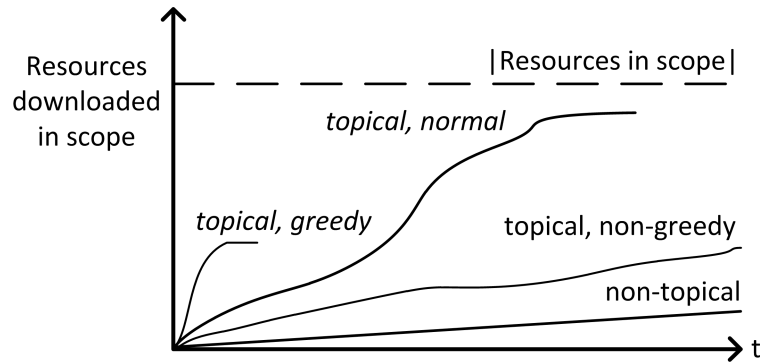 Resources
downloaded
in scope
|Resources in scope|
topical, normal
topical, greedy
topical, non-greedy
non-topical
t